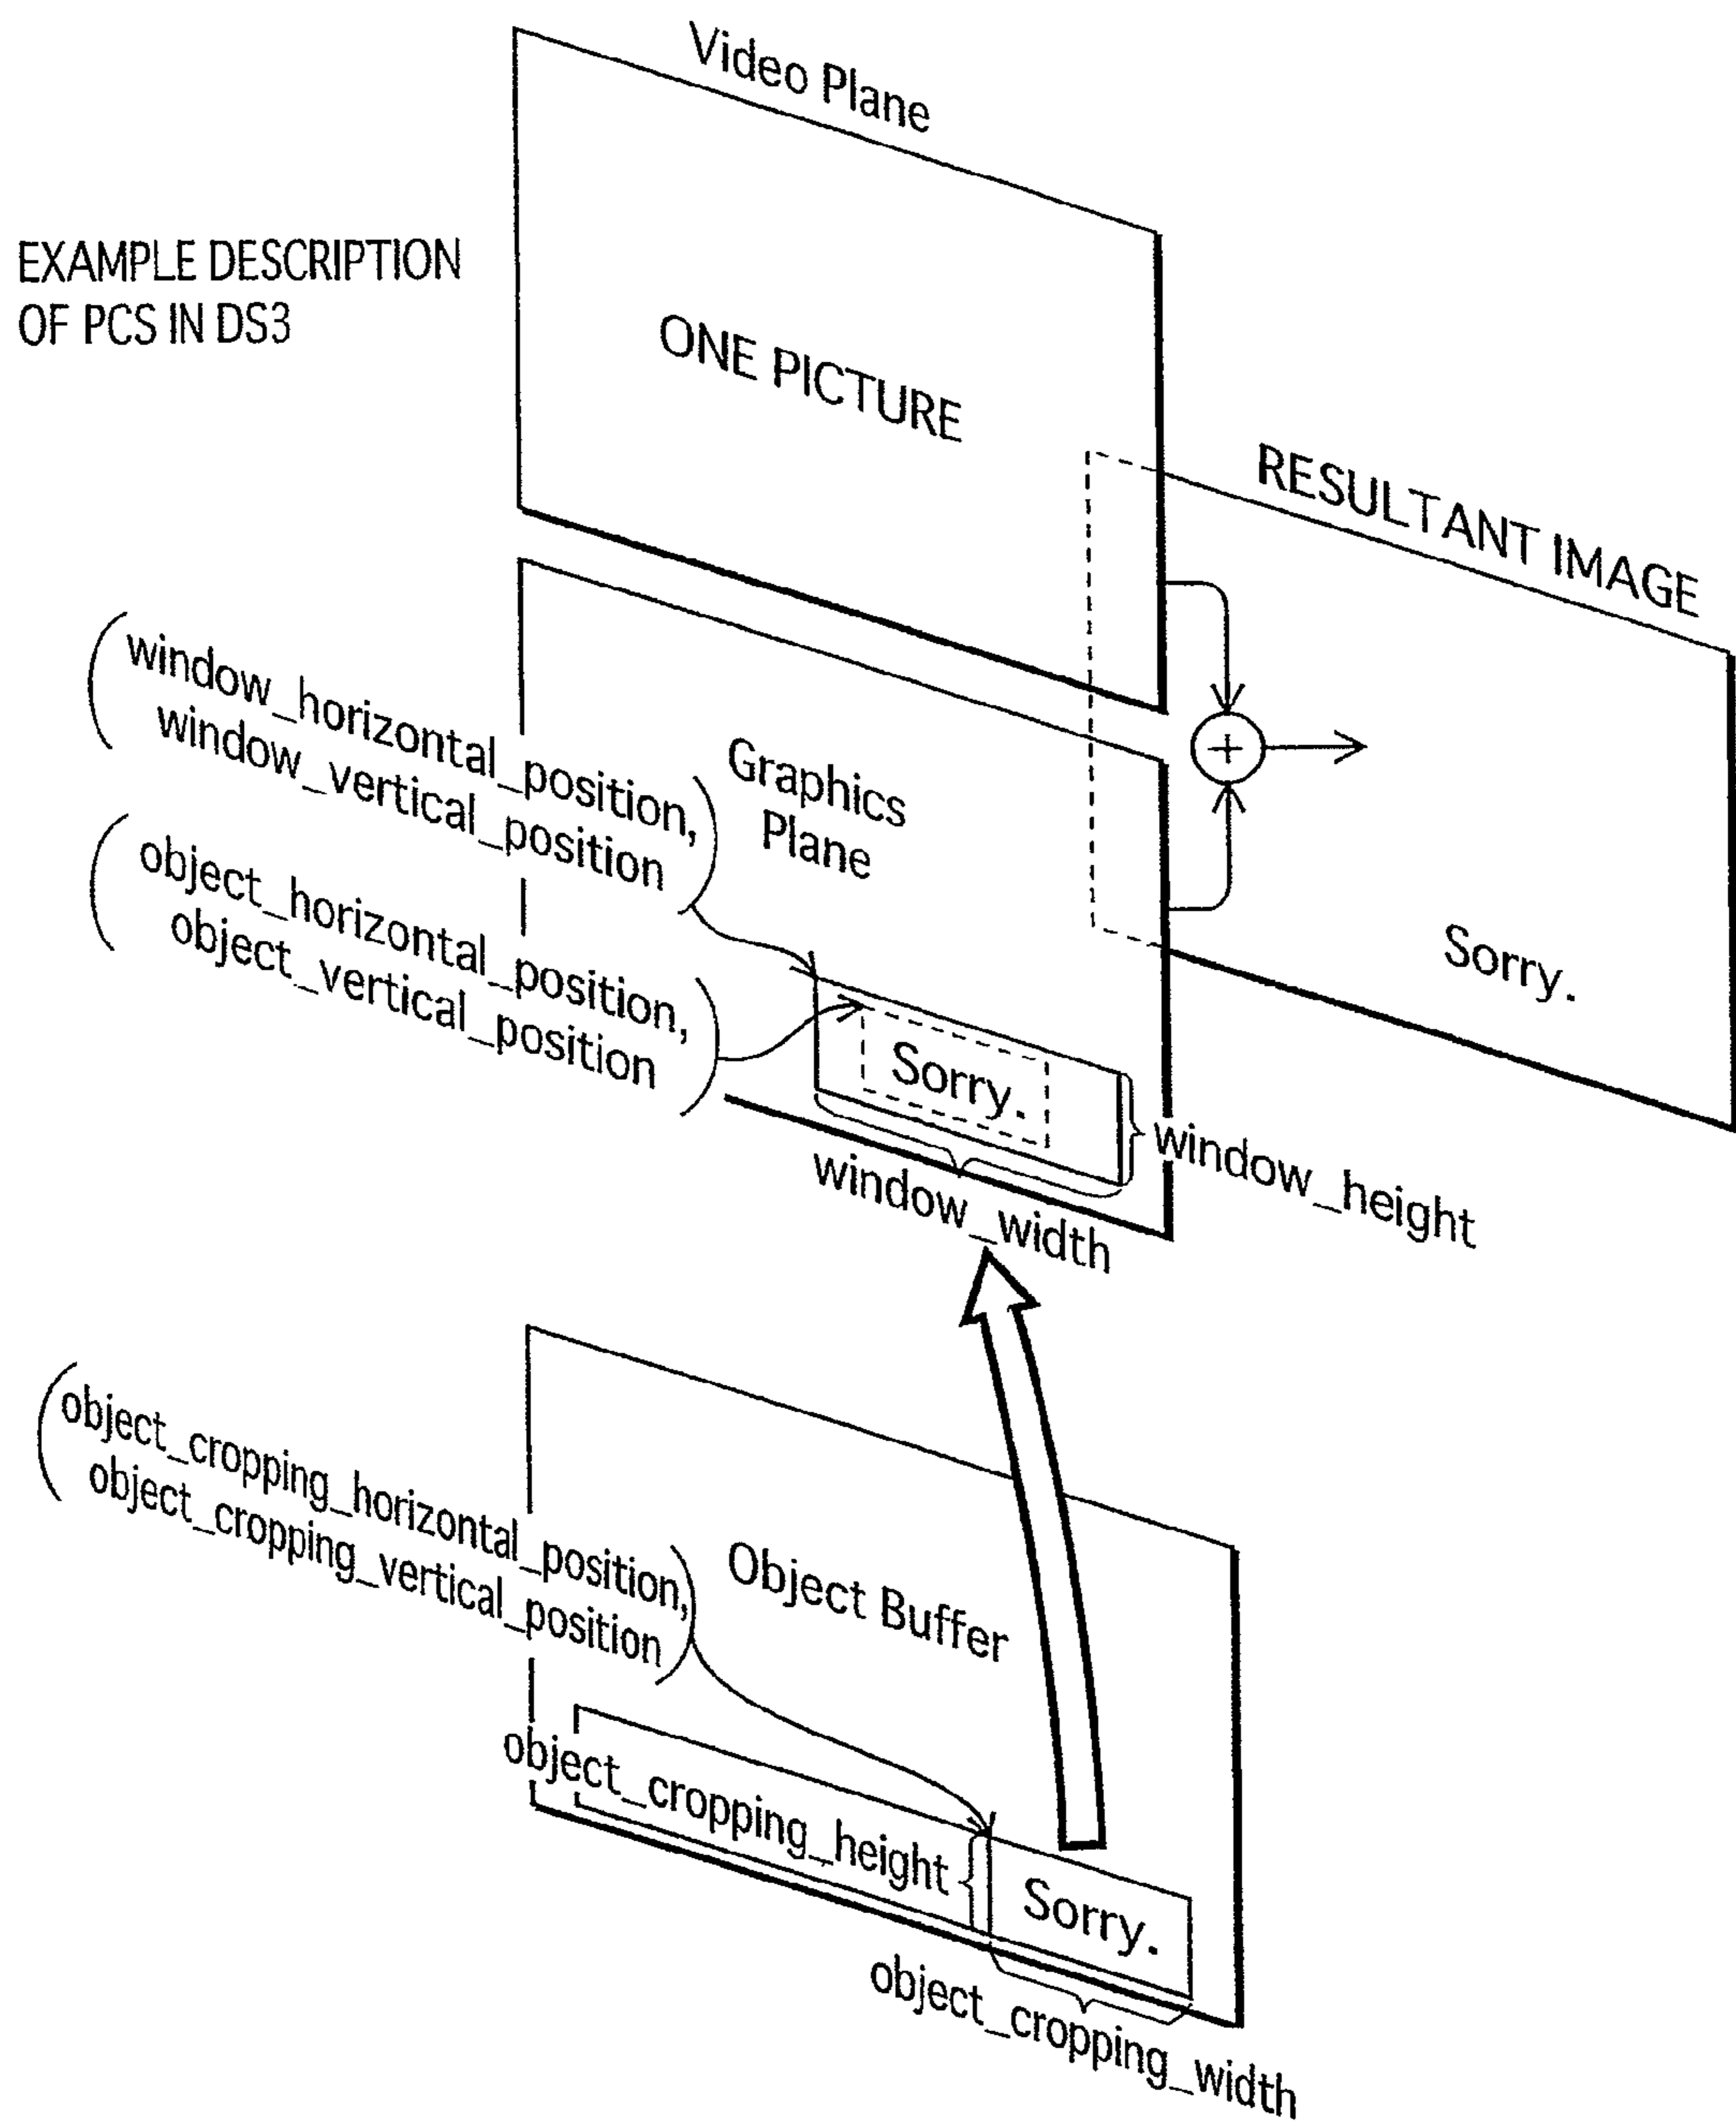 Video Plane
EXAMPLE DESCRIPTION
OF PCS IN DS3
ONE PICTURE
RESULTANT IMAGE
window_horizontal_position,
window_vertical_position
Graphics
Plane
object_horizontal_position,
object_vertical_position
Sorry.
Sorry.
window_height
window_width
object_cropping_horizontal_position,
object_cropping_vertical_position
Object Buffer
object_cropping_height
Sorry.
object_cropping_width